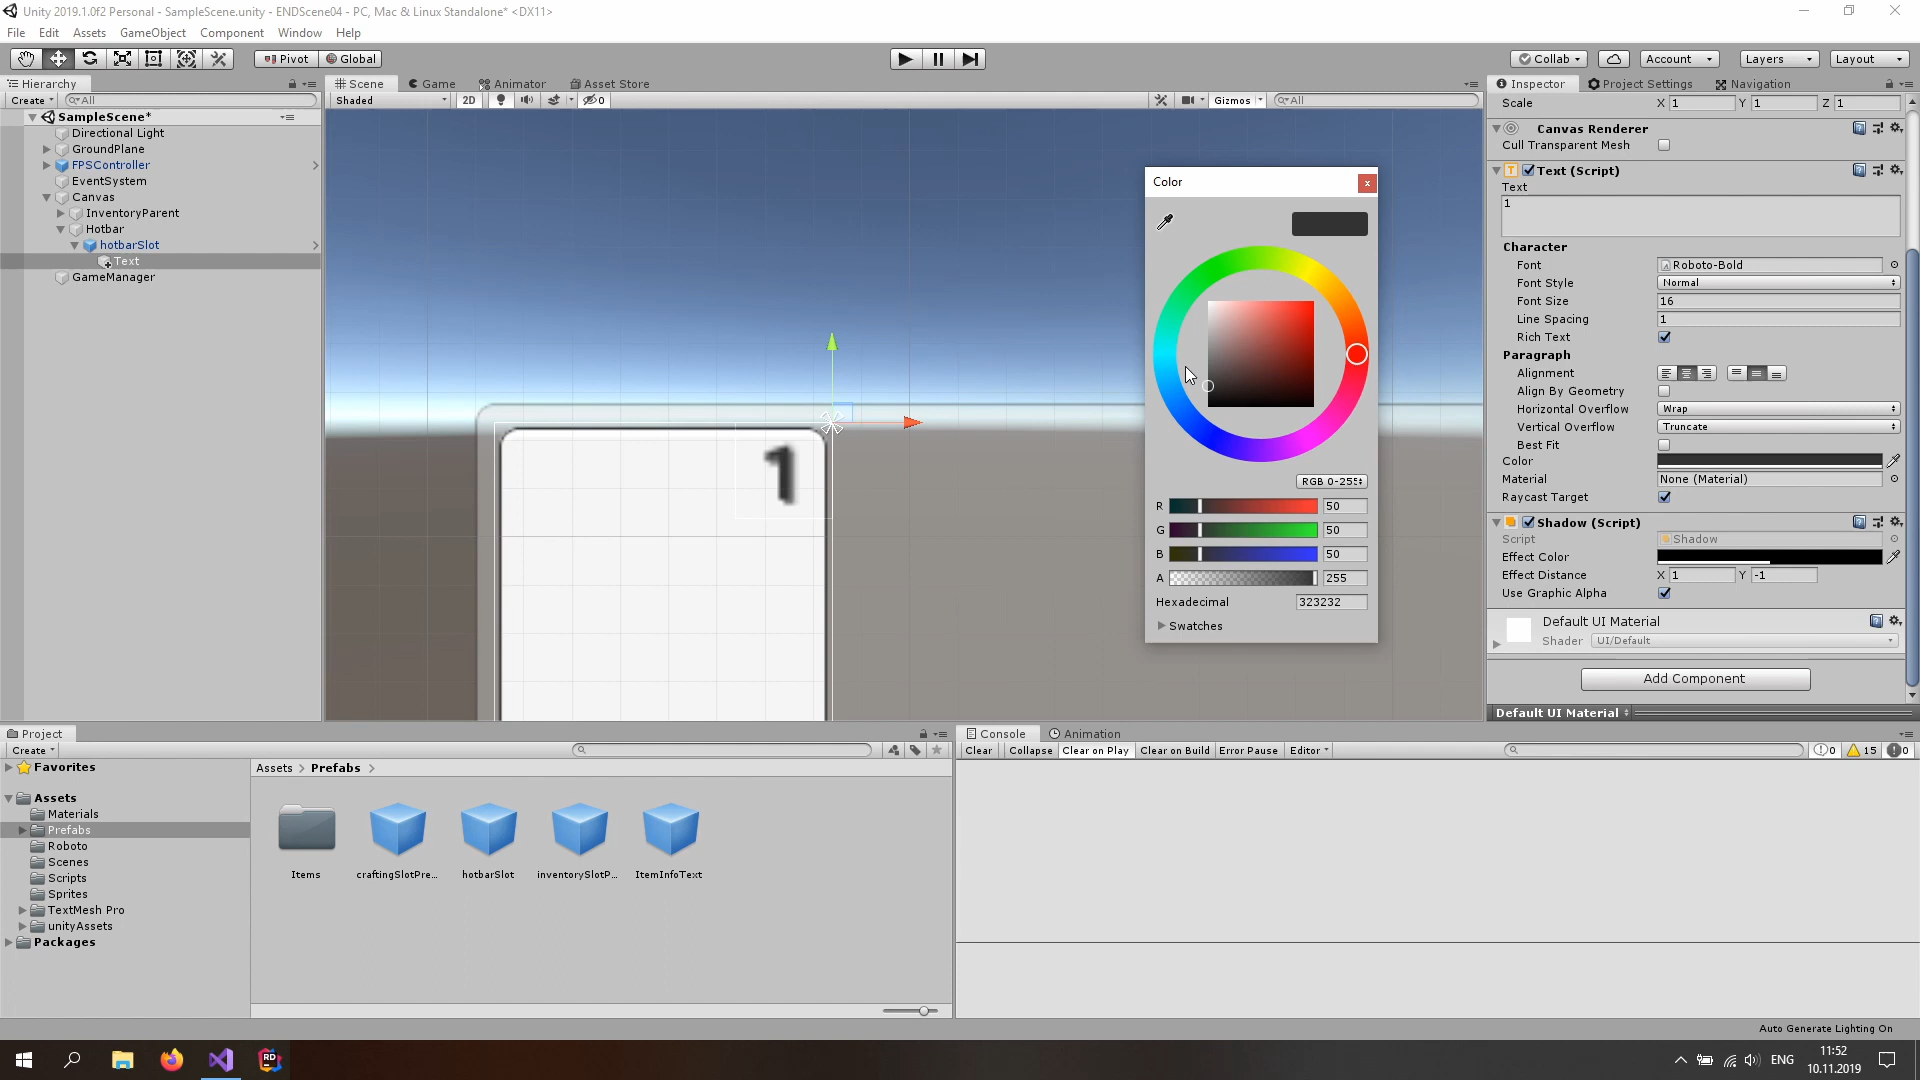 Unity 2019.1.0f2 Personal - SampleScene.unity - ENDScene04 - PC, Mac & Linux Standalone* <DX11>
File Edit Assets GameObject Component Window Help
Pivot Global
Collab Account Layers Layout
Hierarchy
Create All
SampleScene*
Directional Light
GroundPlane
FPSController
EventSystem
Canvas
InventoryParent
Hotbar
hotbarSlot
Text
GameManager
Scene Game Animator Asset Store
Shaded 2D 0 Gizmos All
1
Color
RGB 0-255
R 50
G 50
B 50
A 255
Hexadecimal 323232
Swatches
Inspector Project Settings Navigation
Scale X 1 Y 1 Z 1
Canvas Renderer
Cull Transparent Mesh
Text (Script)
Text
1
Character
Font Roboto-Bold
Font Style Normal
Font Size 16
Line Spacing 1
Rich Text
Paragraph
Alignment
Align By Geometry
Horizontal Overflow Wrap
Vertical Overflow Truncate
Best Fit
Color
Material None (Material)
Raycast Target
Shadow (Script)
Script Shadow
Effect Color
Effect Distance X 1 Y -1
Use Graphic Alpha
Default UI Material
Shader UI/Default
Add Component
Default UI Material
Project
Create
Favorites
Assets
Materials
Prefabs
Roboto
Scenes
Scripts
Sprites
TextMesh Pro
unityAssets
Packages
Assets > Prefabs >
Items craftingSlotPre... hotbarSlot inventorySlotP... ItemInfoText
Console Animation
Clear Collapse Clear on Play Clear on Build Error Pause Editor 0 15 0
Auto Generate Lighting On
RD
ENG
11:52
10.11.2019